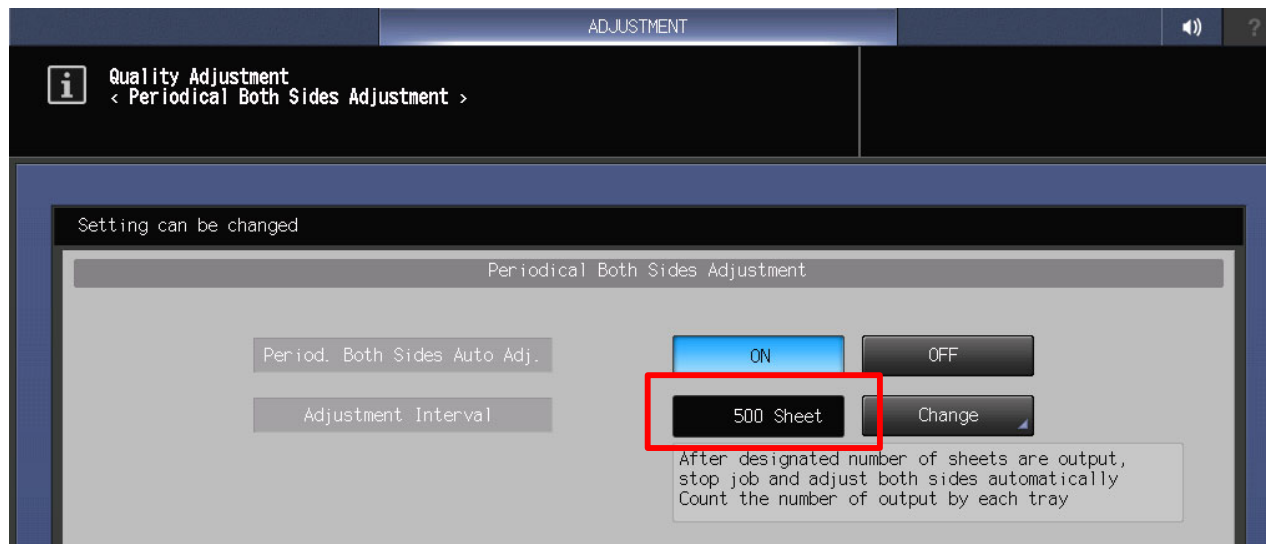 ADJUSTMENT
?
i
Quality Adjustment
< Periodical Both Sides Adjustment >
Setting can be changed
Periodical Both Sides Adjustment
Period. Both Sides Auto Adj.
ON
OFF
Adjustment Interval
500 Sheet
Change
After designated number of sheets are output,
stop job and adjust both sides automatically
Count the number of output by each tray